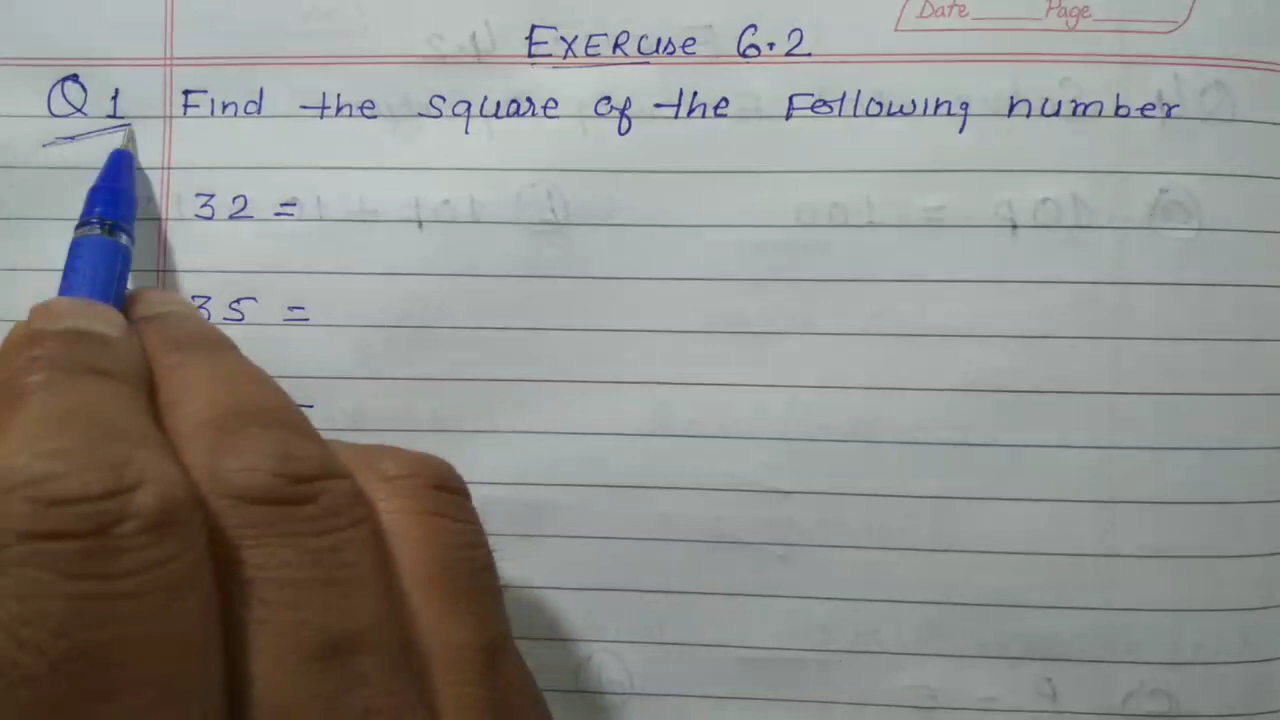 Date Page
EXERCISE 6.2
Q1 Find the square of the Following number
32 =
35 =
=